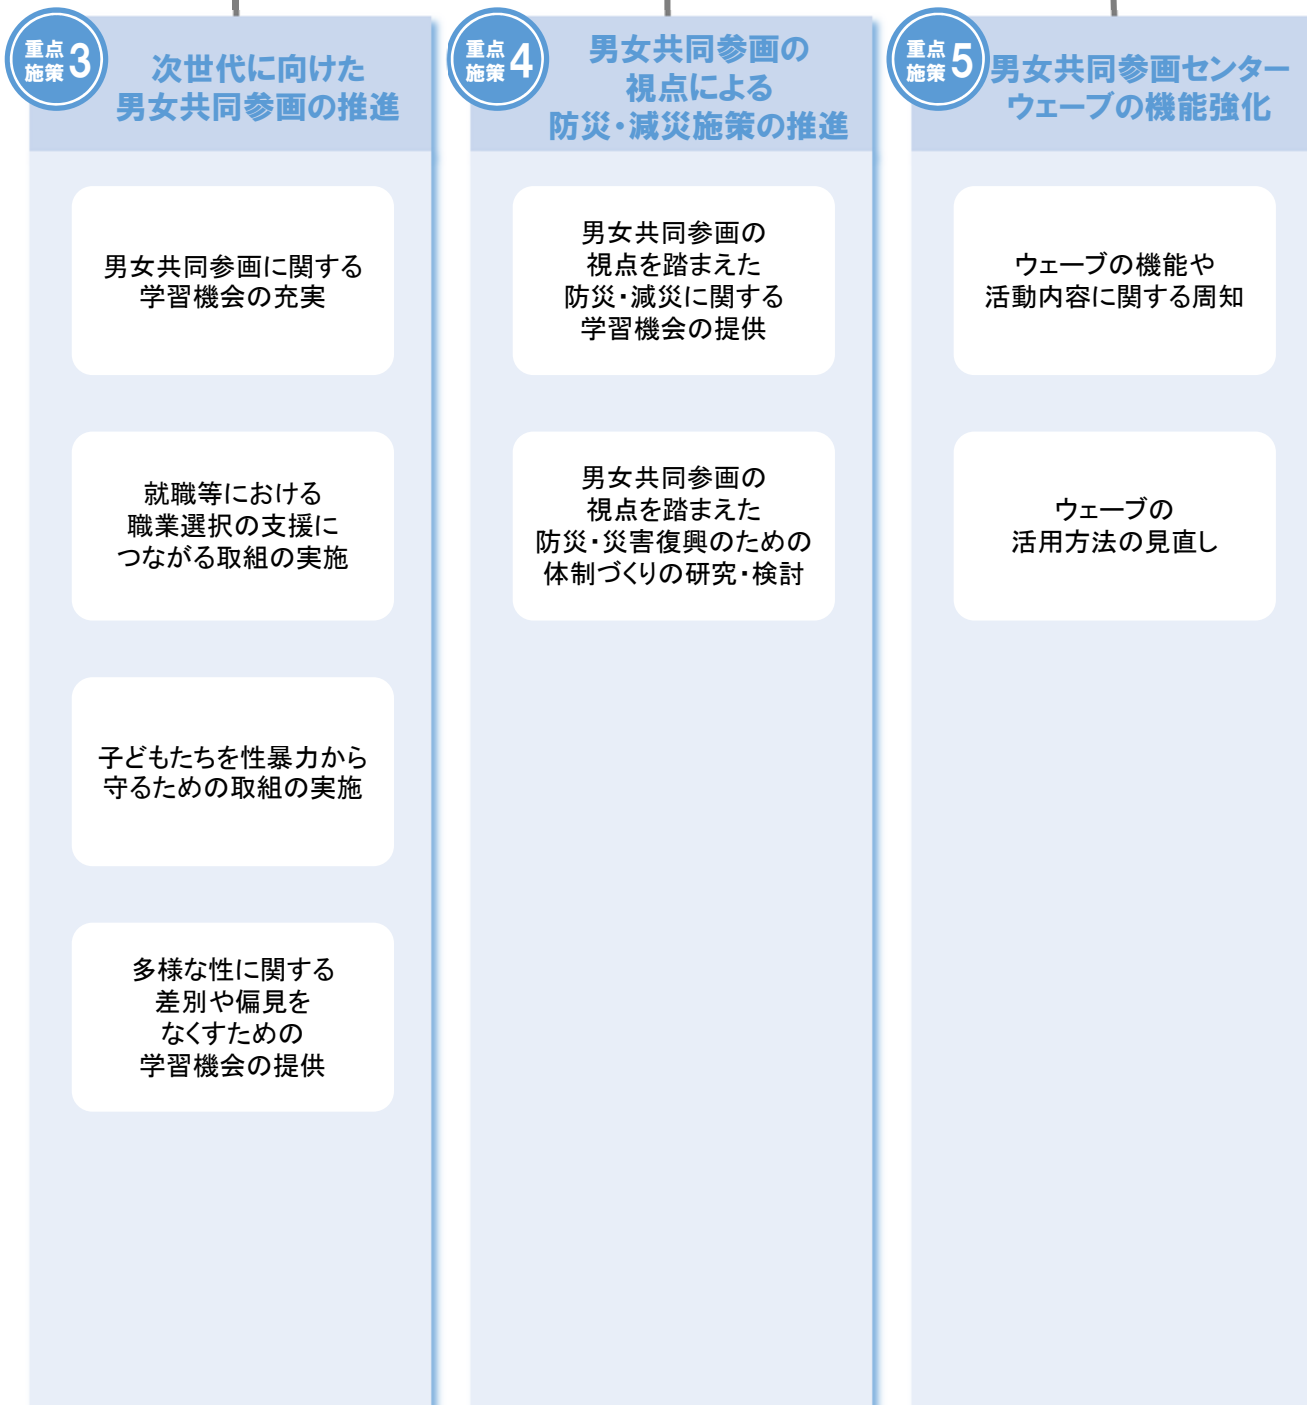 重点
施策3
次世代に向けた
男女共同参画の推進
男女共同参画に関する
学習機会の充実
就職等における
職業選択の支援に
つながる取組の実施
子どもたちを性暴力から
守るための取組の実施
多様な性に関する
差別や偏見を
なくすための
学習機会の提供
重点
施策4
男女共同参画の
視点による
防災・減災施策の推進
男女共同参画の
視点を踏まえた
防災・減災に関する
学習機会の提供
男女共同参画の
視点を踏まえた
防災・災害復興のための
体制づくりの研究・検討
重点
施策5
男女共同参画センター
ウェーブの機能強化
ウェーブの機能や
活動内容に関する周知
ウェーブの
活用方法の見直し